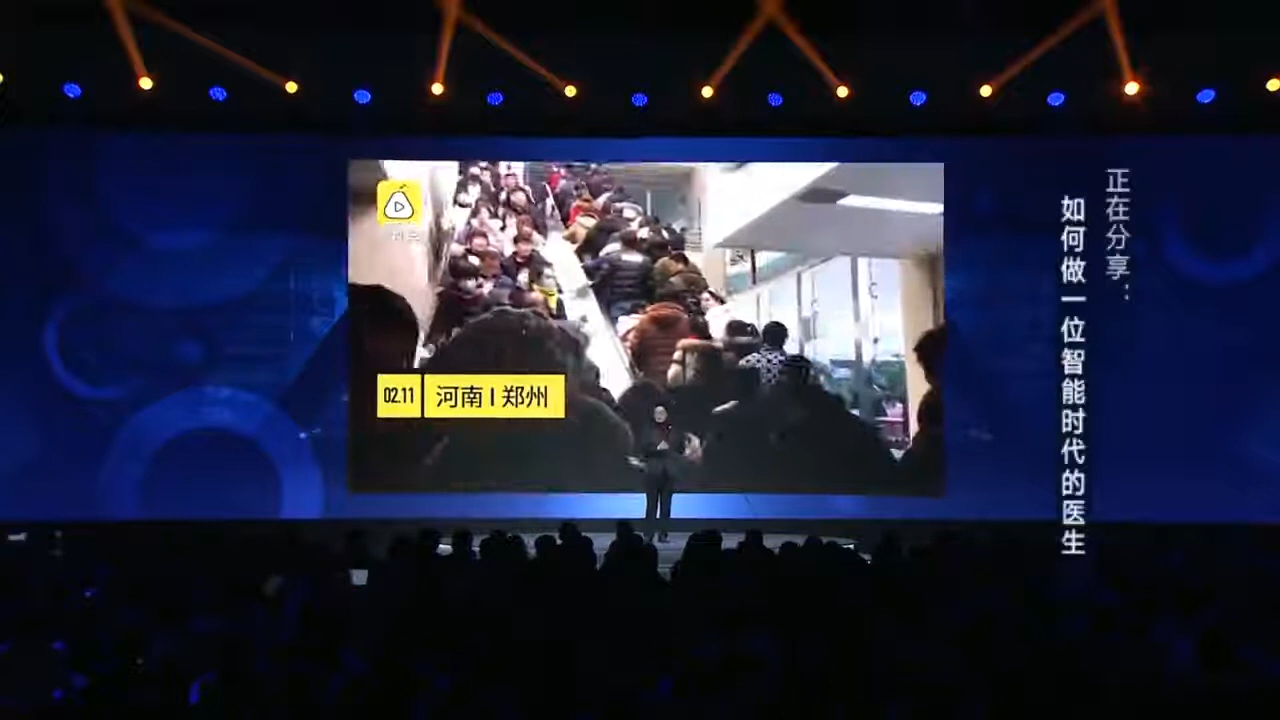 02.11
河南 | 郑州
正在分享：
如何做一位智能时代的医生